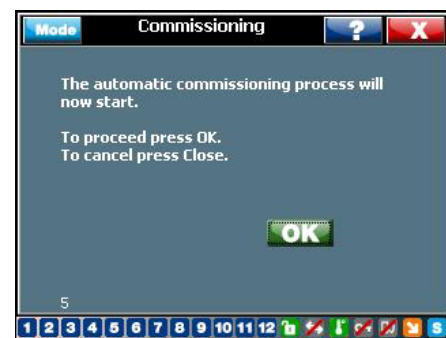 Mode Commissioning ? X
The automatic commissioning process will
now start.
To proceed press OK.
To cancel press Close.
OK
5
1 2 3 4 5 6 7 8 9 10 11 12 S